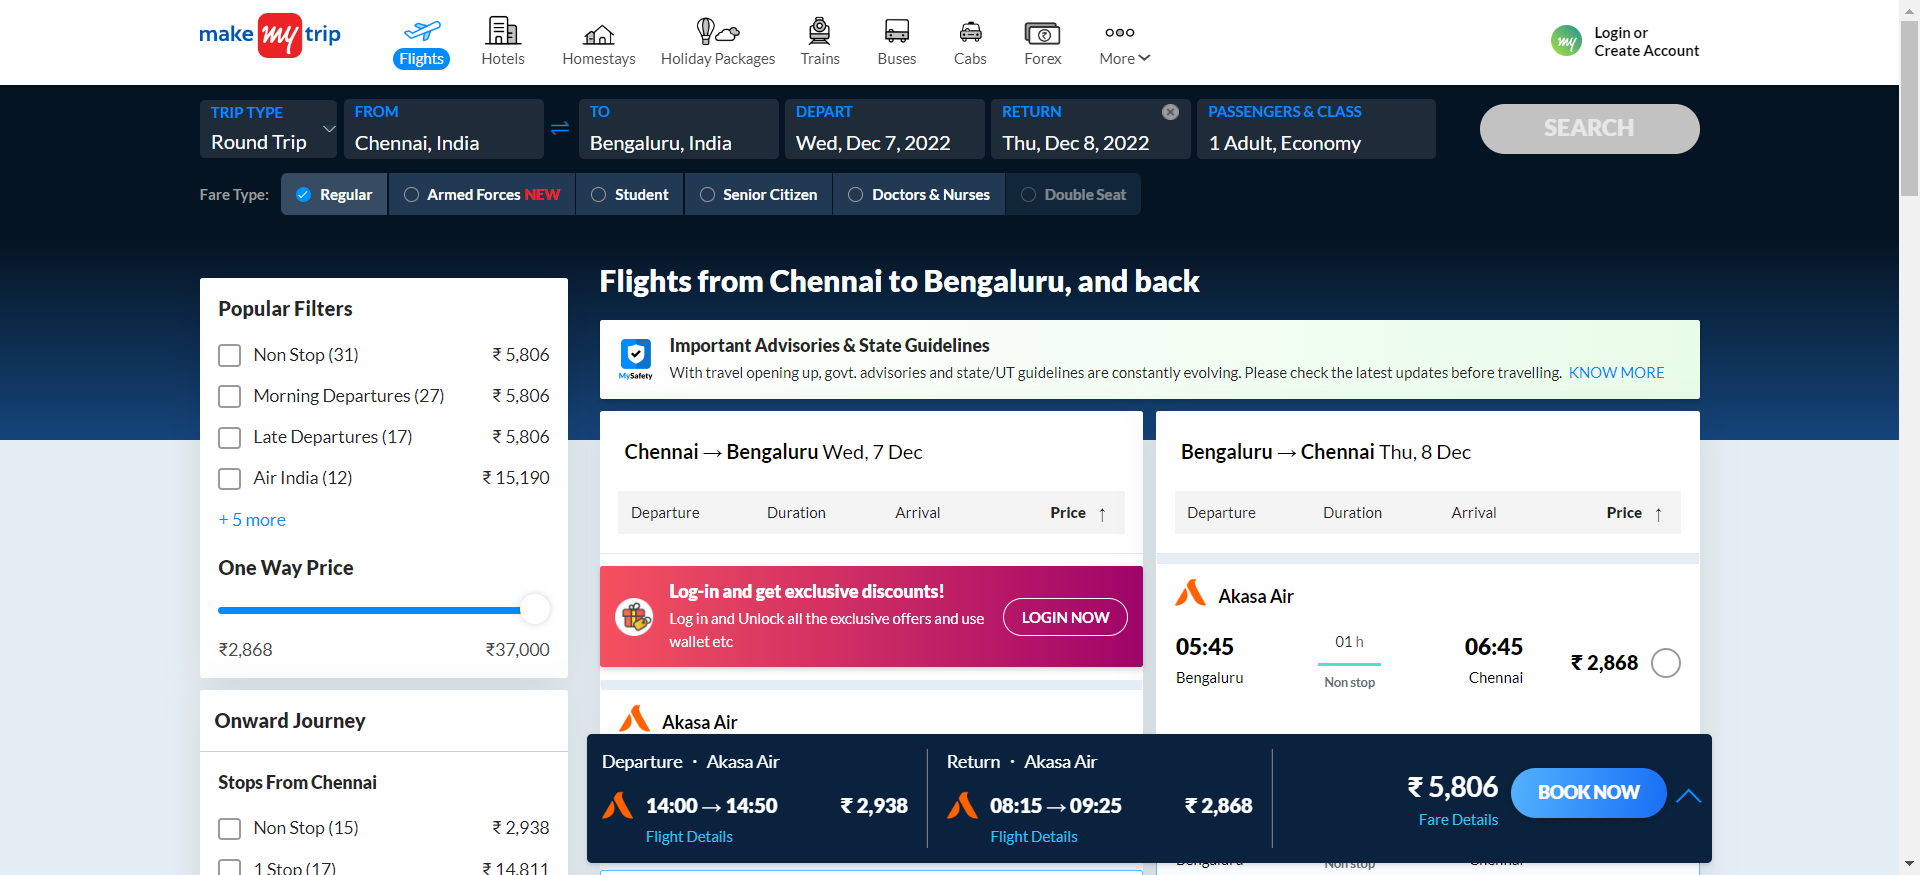 make my trip
Flights
Hotels
Homestays
Holiday Packages
Trains
Buses
Cabs
Forex
More
my
Login or
Create Account
TRIP TYPE
Round Trip
FROM
Chennai, India
TO
Bengaluru, India
DEPART
Wed, Dec 7, 2022
RETURN
Thu, Dec 8, 2022
PASSENGERS & CLASS
1 Adult, Economy
SEARCH
Fare Type:
Regular
Armed Forces NEW
Student
Senior Citizen
Doctors & Nurses
Double Seat
Flights from Chennai to Bengaluru, and back
Popular Filters
Non Stop (31) ₹ 5,806
Morning Departures (27) ₹ 5,806
Late Departures (17) ₹ 5,806
Air India (12) ₹ 15,190
+ 5 more
One Way Price
₹2,868 ₹37,000
Onward Journey
Stops From Chennai
Non Stop (15) ₹ 2,938
1 Stop (17) ₹ 14,811
MySafety
Important Advisories & State Guidelines
With travel opening up, govt. advisories and state/UT guidelines are constantly evolving. Please check the latest updates before travelling. KNOW MORE
Chennai → Bengaluru Wed, 7 Dec
Departure Duration Arrival Price ↑
Log-in and get exclusive discounts!
Log in and Unlock all the exclusive offers and use
wallet etc
LOGIN NOW
Akasa Air
Bengaluru → Chennai Thu, 8 Dec
Departure Duration Arrival Price ↑
Akasa Air
05:45 01 h 06:45 ₹ 2,868
Bengaluru Non stop Chennai
Departure · Akasa Air
14:00 → 14:50 ₹ 2,938
Flight Details
Return · Akasa Air
08:15 → 09:25 ₹ 2,868
Flight Details
₹ 5,806
Fare Details
BOOK NOW
Bengaluru Non stop Chennai